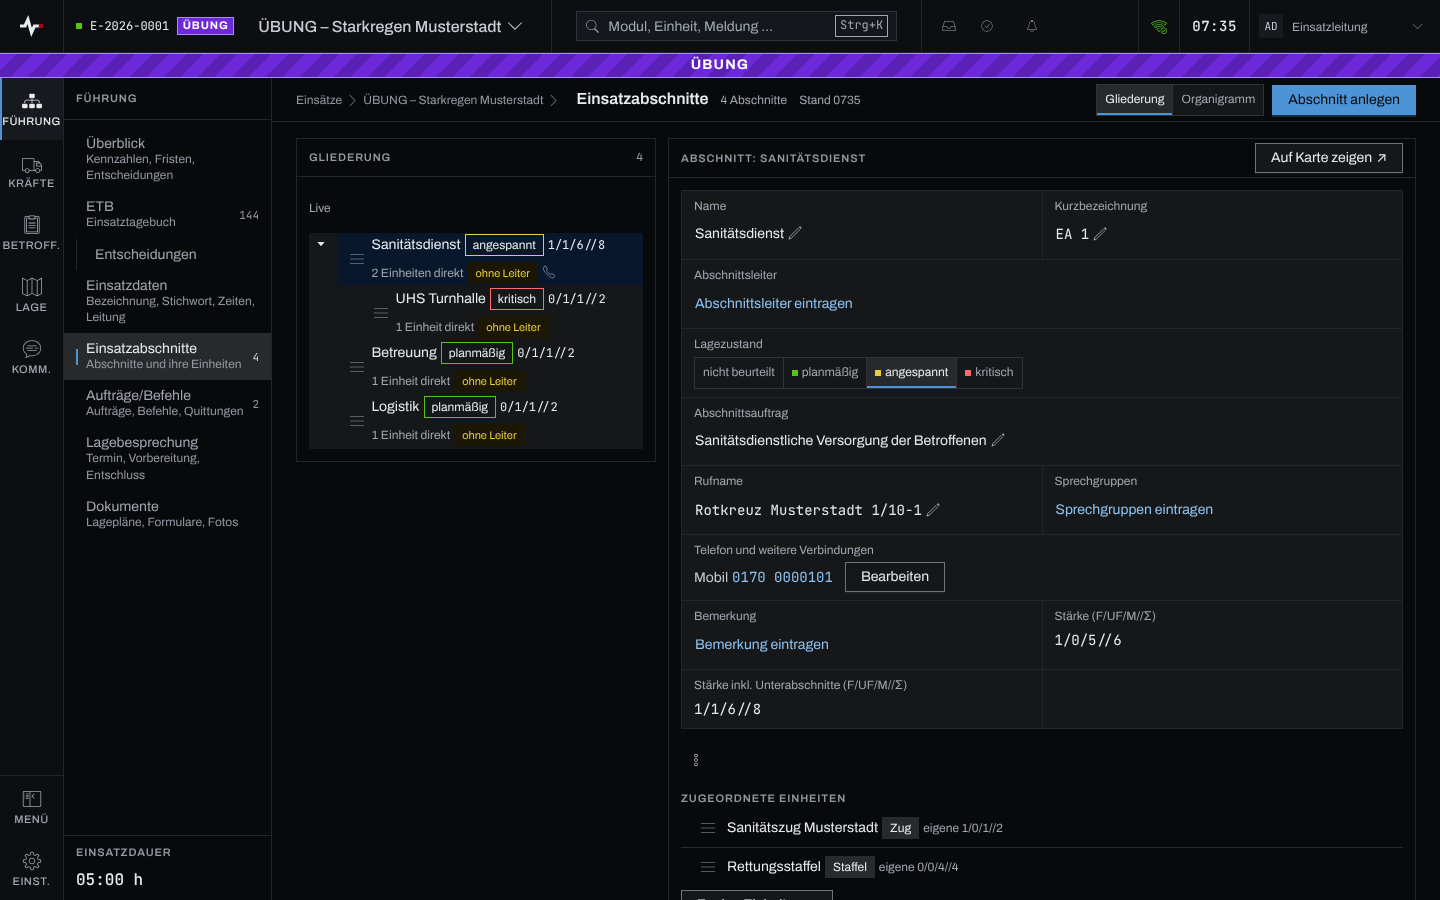 E-2026-0001 ÜBUNG ÜBUNG – Starkregen Musterstadt Modul, Einheit, Meldung ... Strg+K 07:35 AD Einsatzleitung
ÜBUNG
FÜHRUNG
KRÄFTE
BETROFF.
LAGE
KOMM.
MENÜ
EINST.
FÜHRUNG
Überblick
Kennzahlen, Fristen,
Entscheidungen
ETB
Einsatztagebuch
144
Entscheidungen
Einsatzdaten
Bezeichnung, Stichwort, Zeiten,
Leitung
Einsatzabschnitte
Abschnitte und ihre Einheiten
4
Aufträge/Befehle
Aufträge, Befehle, Quittungen
2
Lagebesprechung
Termin, Vorbereitung,
Entschluss
Dokumente
Lagepläne, Formulare, Fotos
EINSATZDAUER
05:00 h
Einsätze ÜBUNG – Starkregen Musterstadt Einsatzabschnitte 4 Abschnitte Stand 0735 Gliederung Organigramm Abschnitt anlegen
GLIEDERUNG 4
Live
Sanitätsdienst angespannt 1/1/6//8
2 Einheiten direkt ohne Leiter
UHS Turnhalle kritisch 0/1/1//2
1 Einheit direkt ohne Leiter
Betreuung planmäßig 0/1/1//2
1 Einheit direkt ohne Leiter
Logistik planmäßig 0/1/1//2
1 Einheit direkt ohne Leiter
ABSCHNITT: SANITÄTSDIENST Auf Karte zeigen
Name
Sanitätsdienst
Kurzbezeichnung
EA 1
Abschnittsleiter
Abschnittsleiter eintragen
Lagezustand
nicht beurteilt planmäßig angespannt kritisch
Abschnittsauftrag
Sanitätsdienstliche Versorgung der Betroffenen
Rufname
Rotkreuz Musterstadt 1/10-1
Sprechgruppen
Sprechgruppen eintragen
Telefon und weitere Verbindungen
Mobil 0170 0000101 Bearbeiten
Bemerkung
Bemerkung eintragen
Stärke (F/UF/M//Σ)
1/0/5//6
Stärke inkl. Unterabschnitte (F/UF/M//Σ)
1/1/6//8
ZUGEORDNETE EINHEITEN
Sanitätszug Musterstadt Zug eigene 1/0/1//2
Rettungsstaffel Staffel eigene 0/0/4//4